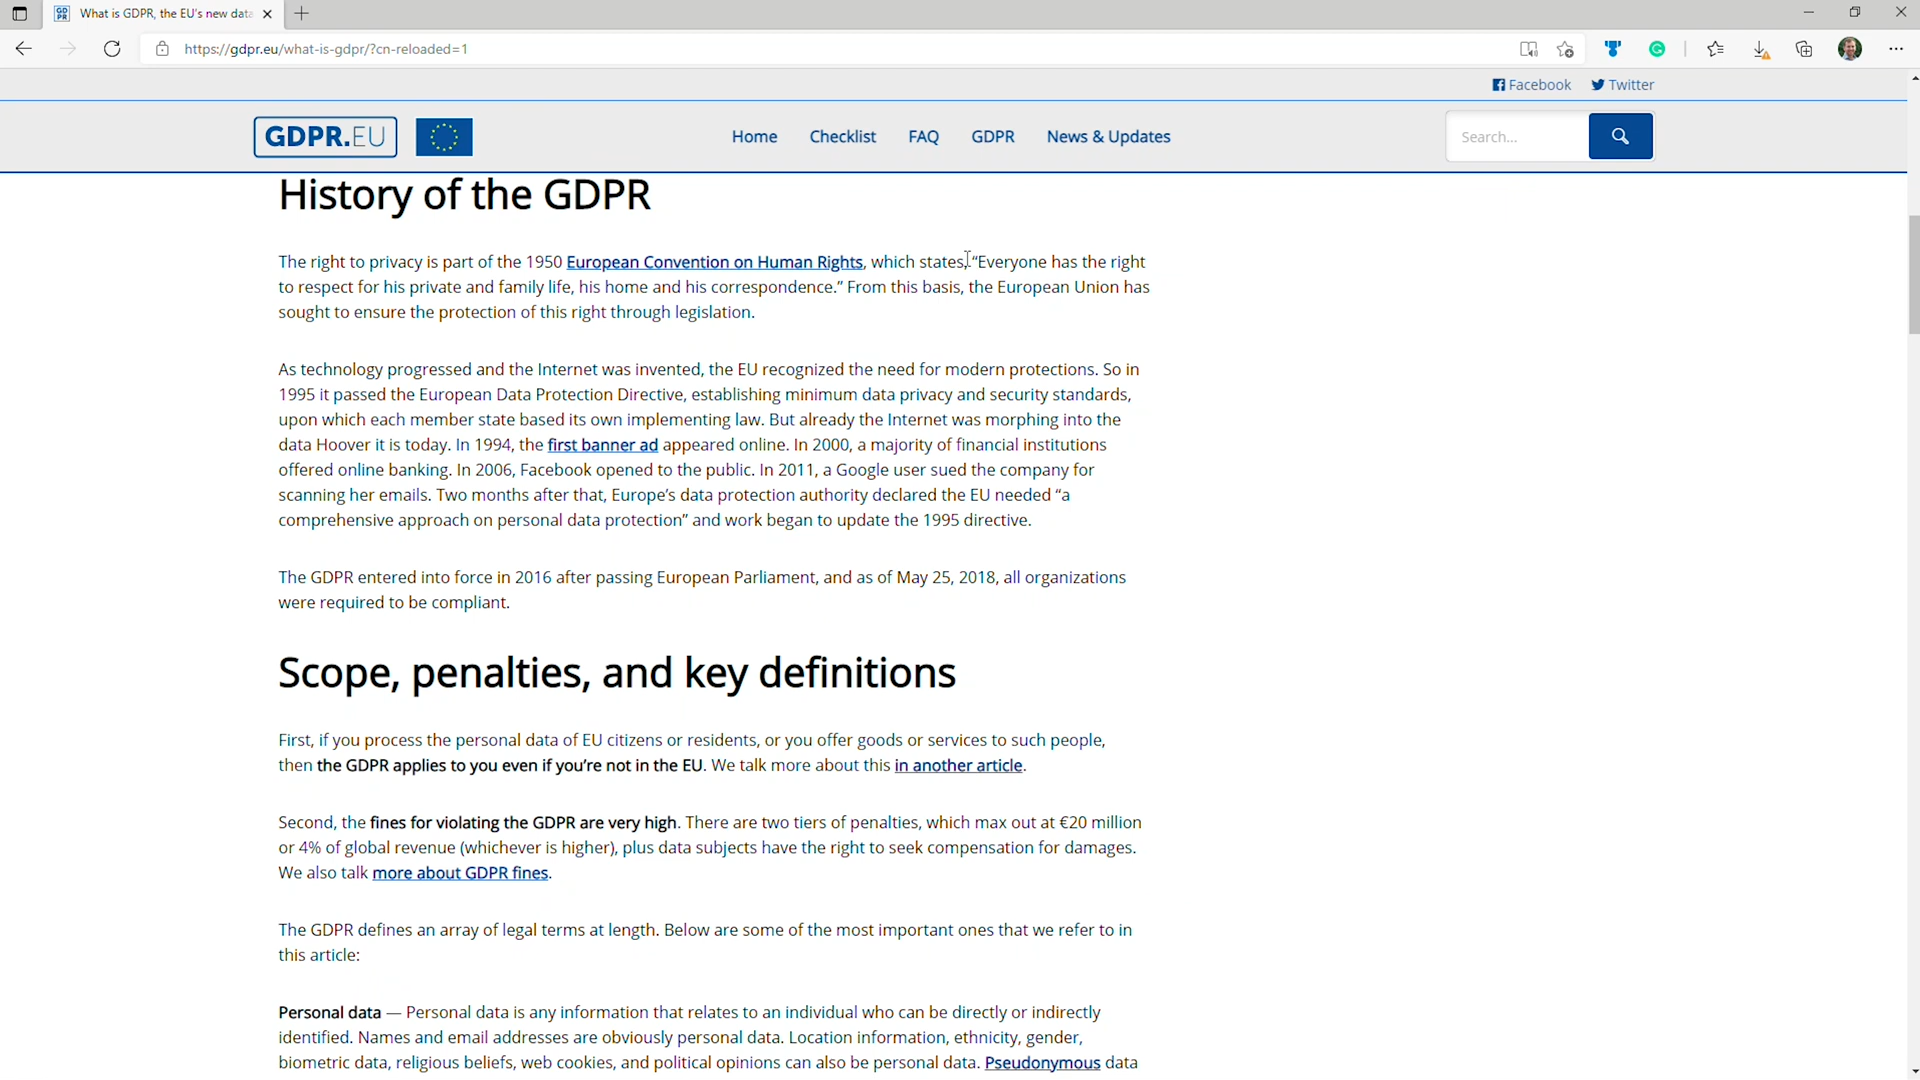 What is GDPR, the EU's new data
https://gdpr.eu/what-is-gdpr/?cn-reloaded=1
Facebook Twitter
GDPR.EU Home Checklist FAQ GDPR News & Updates Search...
History of the GDPR
The right to privacy is part of the 1950 European Convention on Human Rights, which states, “Everyone has the right
to respect for his private and family life, his home and his correspondence.” From this basis, the European Union has
sought to ensure the protection of this right through legislation.
As technology progressed and the Internet was invented, the EU recognized the need for modern protections. So in
1995 it passed the European Data Protection Directive, establishing minimum data privacy and security standards,
upon which each member state based its own implementing law. But already the Internet was morphing into the
data Hoover it is today. In 1994, the first banner ad appeared online. In 2000, a majority of financial institutions
offered online banking. In 2006, Facebook opened to the public. In 2011, a Google user sued the company for
scanning her emails. Two months after that, Europe’s data protection authority declared the EU needed “a
comprehensive approach on personal data protection” and work began to update the 1995 directive.
The GDPR entered into force in 2016 after passing European Parliament, and as of May 25, 2018, all organizations
were required to be compliant.
Scope, penalties, and key definitions
First, if you process the personal data of EU citizens or residents, or you offer goods or services to such people,
then the GDPR applies to you even if you’re not in the EU. We talk more about this in another article.
Second, the fines for violating the GDPR are very high. There are two tiers of penalties, which max out at €20 million
or 4% of global revenue (whichever is higher), plus data subjects have the right to seek compensation for damages.
We also talk more about GDPR fines.
The GDPR defines an array of legal terms at length. Below are some of the most important ones that we refer to in
this article:
Personal data — Personal data is any information that relates to an individual who can be directly or indirectly
identified. Names and email addresses are obviously personal data. Location information, ethnicity, gender,
biometric data, religious beliefs, web cookies, and political opinions can also be personal data. Pseudonymous data